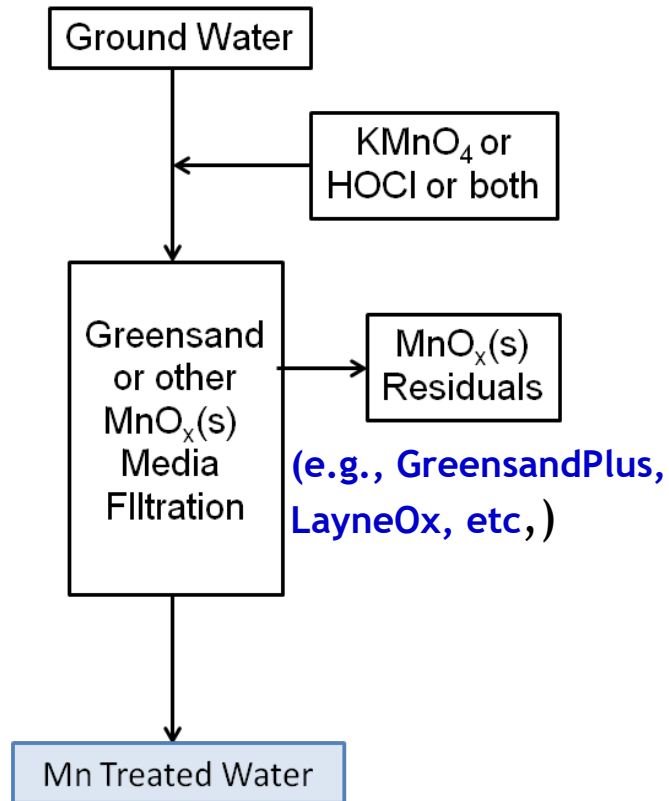 Ground Water
KMnO₄ or
HOCl or both
Greensand
or other
MnOₓ(s)
Media
FIltration
MnOₓ(s)
Residuals
(e.g., GreensandPlus,
LayneOx, etc,)
Mn Treated Water